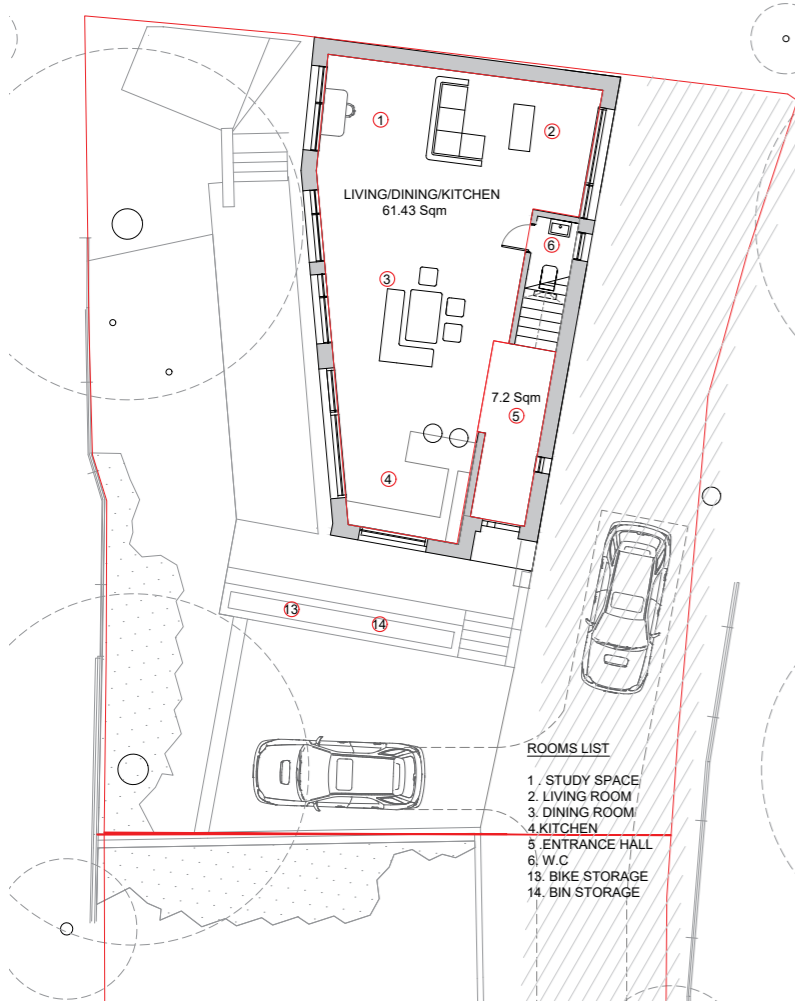 1
2
LIVING/DINING/KITCHEN
61.43 Sqm
6
3
7.2 Sqm
5
4
13
14
ROOMS LIST
1 . STUDY SPACE
2. LIVING ROOM
3. DINING ROOM
4.KITCHEN
5 .ENTRANCE HALL
6. W.C
13. BIKE STORAGE
14. BIN STORAGE